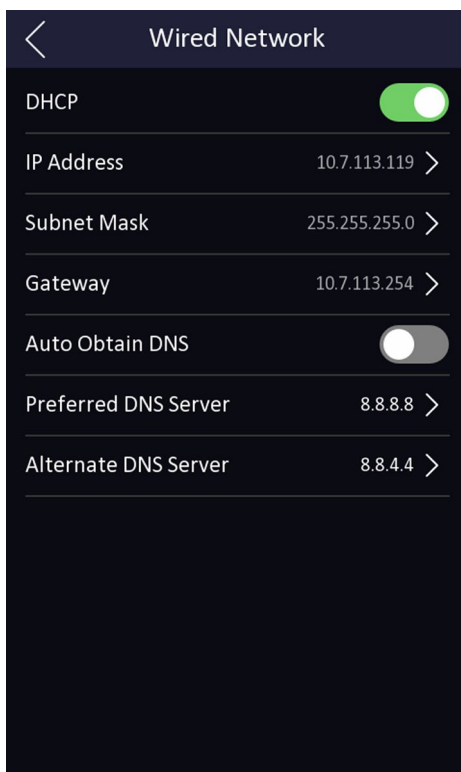 Wired Network
DHCP
IP Address 10.7.113.119
Subnet Mask 255.255.255.0
Gateway 10.7.113.254
Auto Obtain DNS
Preferred DNS Server 8.8.8.8
Alternate DNS Server 8.8.4.4